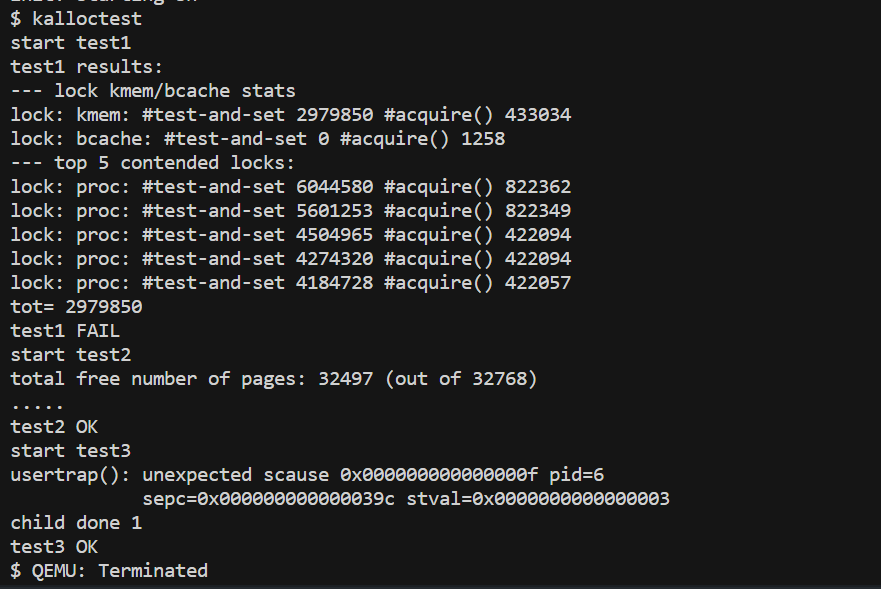 $ kalloctest
start test1
test1 results:
--- lock kmem/bcache stats
lock: kmem: #test-and-set 2979850 #acquire() 433034
lock: bcache: #test-and-set 0 #acquire() 1258
--- top 5 contended locks:
lock: proc: #test-and-set 6044580 #acquire() 822362
lock: proc: #test-and-set 5601253 #acquire() 822349
lock: proc: #test-and-set 4504965 #acquire() 422094
lock: proc: #test-and-set 4274320 #acquire() 422094
lock: proc: #test-and-set 4184728 #acquire() 422057
tot= 2979850
test1 FAIL
start test2
total free number of pages: 32497 (out of 32768)
.....
test2 OK
start test3
usertrap(): unexpected scause 0x000000000000000f pid=6
            sepc=0x000000000000039c stval=0x0000000000000003
child done 1
test3 OK
$ QEMU: Terminated